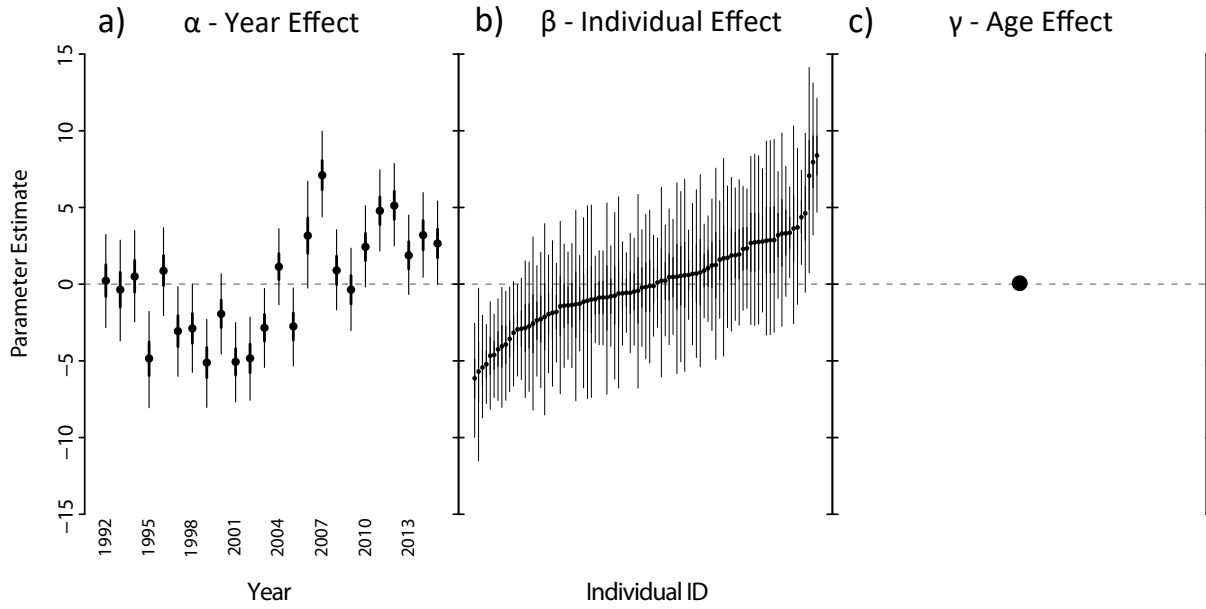 a) α - Year Effect
b) β - Individual Effect
c) γ - Age Effect
Parameter Estimate
15
10
5
0
−5
−10
−15
1992
1995
1998
2001
2004
2007
2010
2013
Year
Individual ID